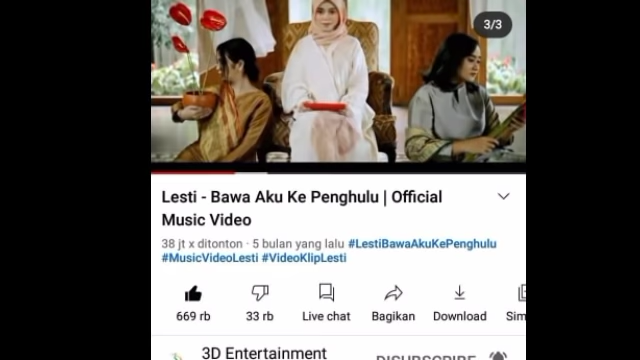 3/3
Lesti - Bawa Aku Ke Penghulu | Official
Music Video
38 jt x ditonton · 5 bulan yang lalu #LestiBawaAkuKePenghulu
#MusicVideoLesti #VideoKlipLesti
669 rb 33 rb Live chat Bagikan Download Sim
3D Entertainment DISUBSCRIBE